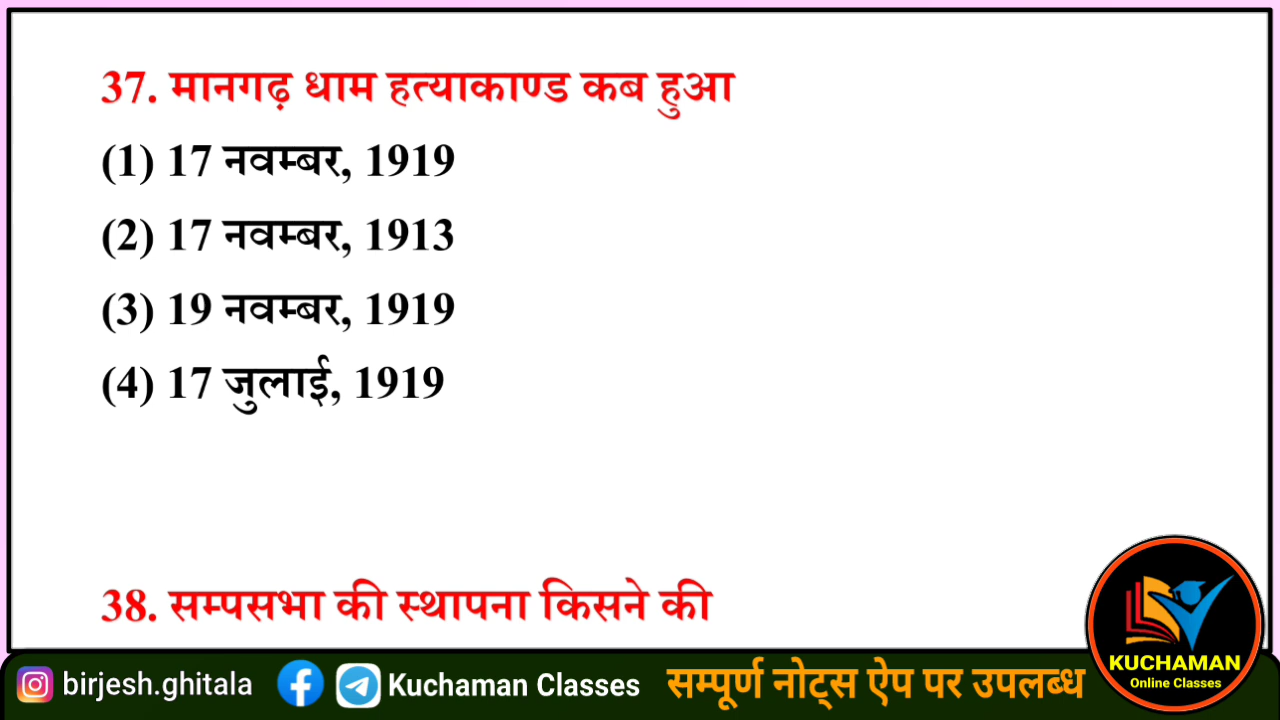 37. मानगढ़ धाम हत्याकाण्ड कब हुआ
(1) 17 नवम्बर, 1919
(2) 17 नवम्बर, 1913
(3) 19 नवम्बर, 1919
(4) 17 जुलाई, 1919
38. सम्पसभा की स्थापना किसने की
birjesh.ghitala Kuchaman Classes सम्पूर्ण नोट्स ऐप पर उपलब्ध
KUCHAMAN
Online Classes